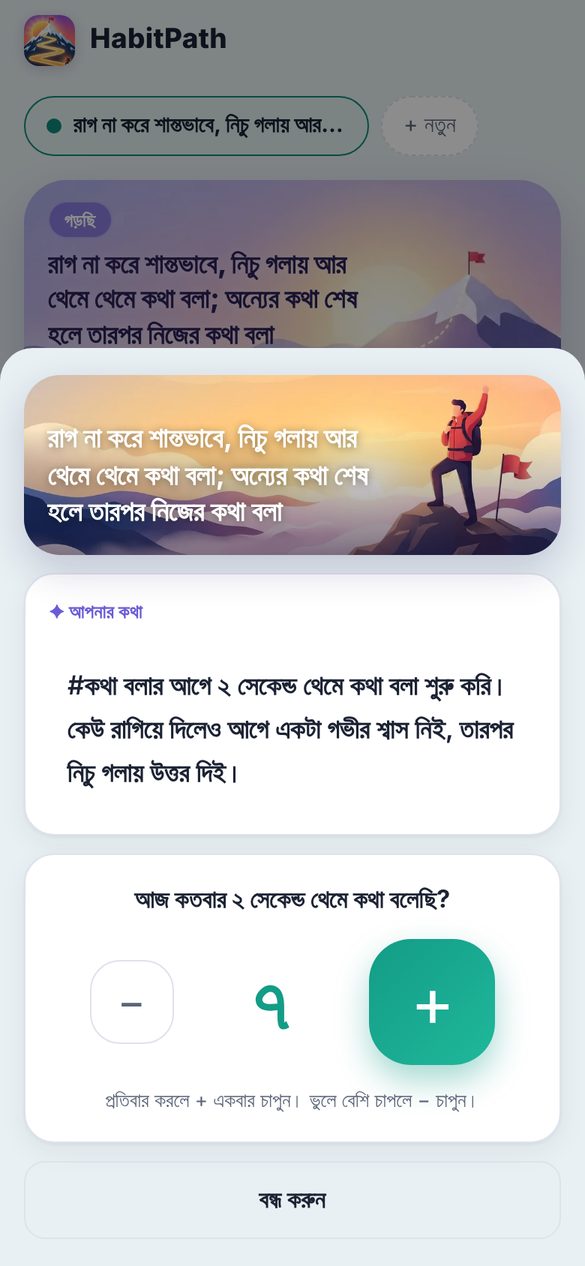 HabitPath
রাগ না করে শান্তভাবে, নিচু গলায় আর...
+ নতুন
গড়ছি
রাগ না করে শান্তভাবে, নিচু গলায় আর
থেমে থেমে কথা বলা; অন্যের কথা শেষ
হলে তারপর নিজের কথা বলা
রাগ না করে শান্তভাবে, নিচু গলায় আর
থেমে থেমে কথা বলা; অন্যের কথা শেষ
হলে তারপর নিজের কথা বলা
✦ আপনার কথা
#কথা বলার আগে ২ সেকেন্ড থেমে কথা বলা শুরু করি।
কেউ রাগিয়ে দিলেও আগে একটা গভীর শ্বাস নিই, তারপর
নিচু গলায় উত্তর দিই।
আজ কতবার ২ সেকেন্ড থেমে কথা বলেছি?
− ৭ +
প্রতিবার করলে + একবার চাপুন। ভুলে বেশি চাপলে − চাপুন।
বন্ধ করুন